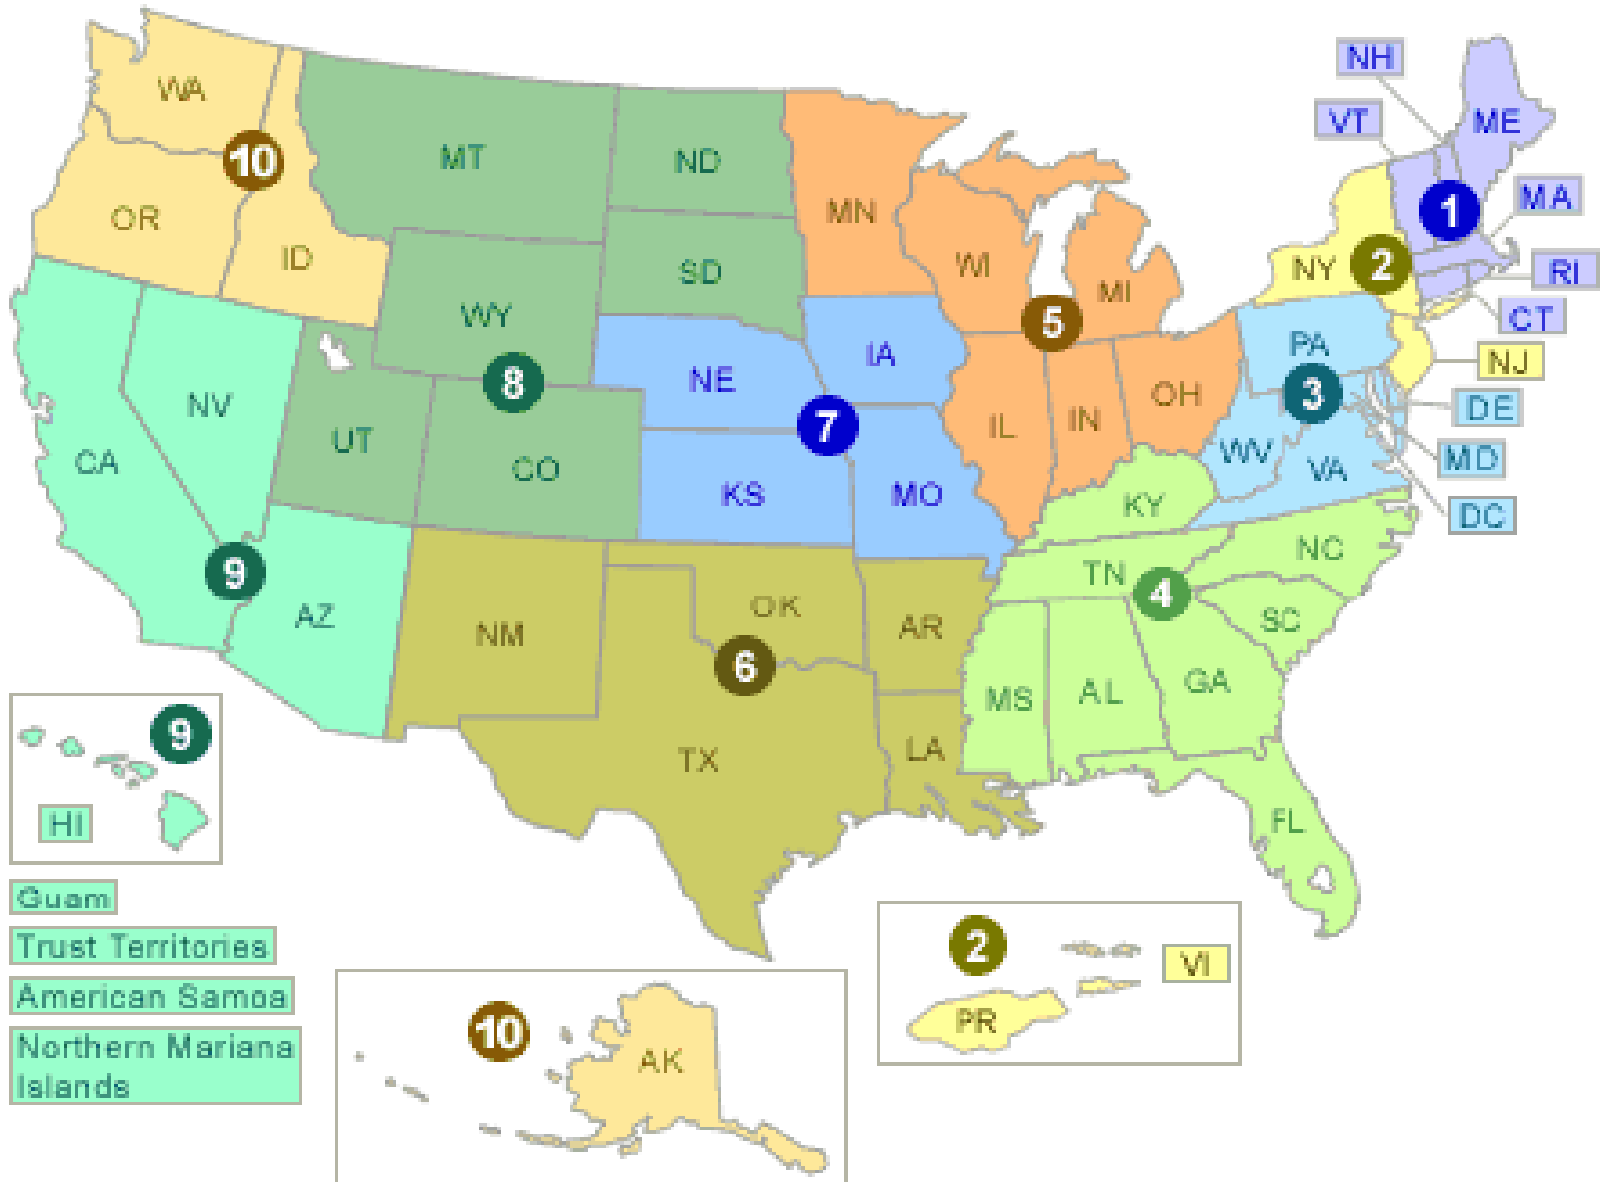 NH
WA
VT
ME
10
MT
ND
MA
OR
MN
1
ID
WI
NY
2
RI
SD
MI
WY
5
CT
IA
PA
NJ
NE
8
3
DE
NV
OH
7
IL
IN
UT
CO
WV
MD
CA
VA
KS
MO
KY
DC
NC
9
TN
4
AZ
OK
NM
AR
SC
6
GA
MS
AL
9
TX
LA
HI
FL
Guam
Trust Territories
2
VI
American Samoa
10
PR
Northern Mariana
Islands
AK